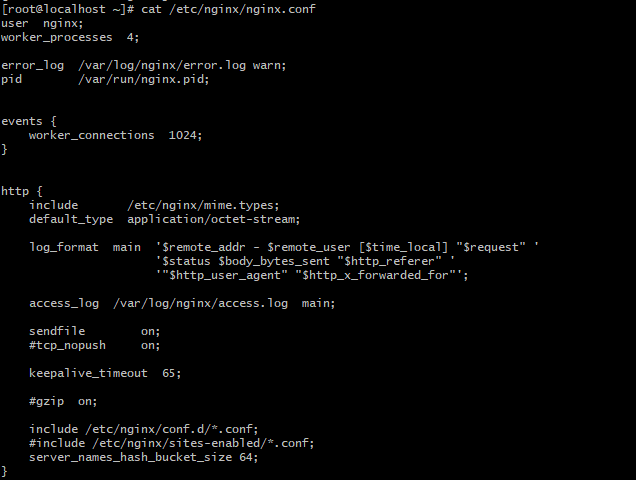 [root@localhost ~]# cat /etc/nginx/nginx.conf
user  nginx;
worker_processes  4;

error_log  /var/log/nginx/error.log warn;
pid        /var/run/nginx.pid;


events {
    worker_connections  1024;
}


http {
    include       /etc/nginx/mime.types;
    default_type  application/octet-stream;

    log_format  main  '$remote_addr - $remote_user [$time_local] "$request" '
                      '$status $body_bytes_sent "$http_referer" '
                      '"$http_user_agent" "$http_x_forwarded_for"';

    access_log  /var/log/nginx/access.log  main;

    sendfile        on;
    #tcp_nopush     on;

    keepalive_timeout  65;

    #gzip  on;

    include /etc/nginx/conf.d/*.conf;
    #include /etc/nginx/sites-enabled/*.conf;
    server_names_hash_bucket_size 64;
}